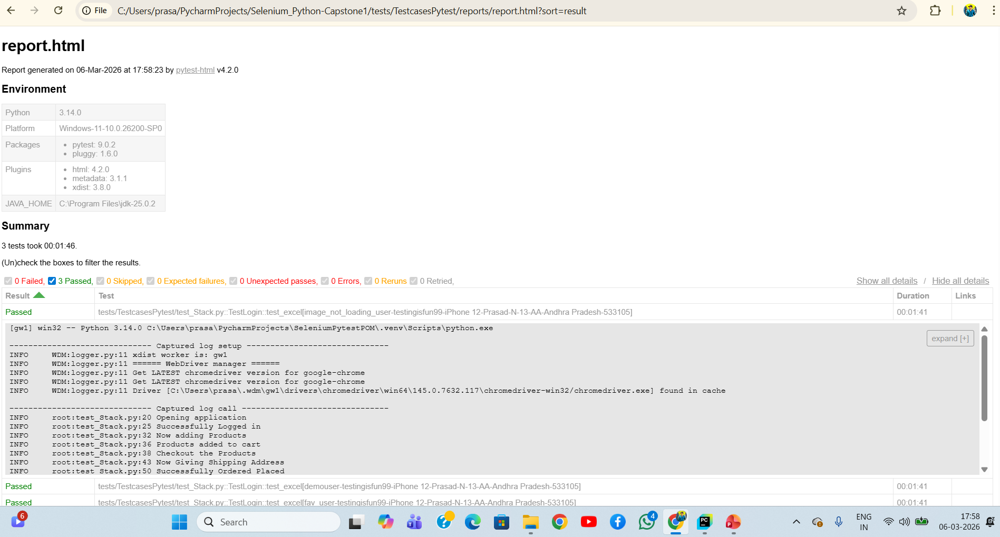 File C:/Users/prasa/PycharmProjects/Selenium_Python-Capstone1/tests/TestcasesPytest/reports/report.html?sort=result
report.html
Report generated on 06-Mar-2026 at 17:58:23 by pytest-html v4.2.0
Environment
Python 3.14.0
Platform Windows-11-10.0.26200-SP0
Packages • pytest: 9.0.2
• pluggy: 1.6.0
Plugins • html: 4.2.0
• metadata: 3.1.1
• xdist: 3.8.0
JAVA_HOME C:\Program Files\jdk-25.0.2
Summary
3 tests took 00:01:46.
(Un)check the boxes to filter the results.
0 Failed, 3 Passed, 0 Skipped, 0 Expected failures, 0 Unexpected passes, 0 Errors, 0 Reruns 0 Retried, Show all details / Hide all details
Result Test Duration Links
Passed tests/TestcasesPytest/test_Stack.py::TestLogin::test_excel[image_not_loading_user-testingisfun99-iPhone 12-Prasad-N-13-AA-Andhra Pradesh-533105] 00:01:41
[gw1] win32 -- Python 3.14.0 C:\Users\prasa\PycharmProjects\SeleniumPytestPOM\.venv\Scripts\python.exe
expand [+]
------------------------------ Captured log setup ------------------------------
INFO WDM:logger.py:11 xdist worker is: gw1
INFO WDM:logger.py:11 ====== WebDriver manager ======
INFO WDM:logger.py:11 Get LATEST chromedriver version for google-chrome
INFO WDM:logger.py:11 Get LATEST chromedriver version for google-chrome
INFO WDM:logger.py:11 Driver [C:\Users\prasa\.wdm\gw1\drivers\chromedriver\win64\145.0.7632.117\chromedriver-win32/chromedriver.exe] found in cache
------------------------------ Captured log call -------------------------------
INFO root:test_Stack.py:20 Opening application
INFO root:test_Stack.py:25 Successfully Logged in
INFO root:test_Stack.py:32 Now adding Products
INFO root:test_Stack.py:36 Products added to cart
INFO root:test_Stack.py:38 Checkout the Products
INFO root:test_Stack.py:43 Now Giving Shipping Address
INFO root:test_Stack.py:50 Successfully Ordered Placed
Passed tests/TestcasesPytest/test_Stack.py::TestLogin::test_excel[demouser-testingisfun99-iPhone 12-Prasad-N-13-AA-Andhra Pradesh-533105] 00:01:41
Passed tests/TestcasesPytest/test_Stack.py::TestLogin::test_excel[fav_user-testingisfun99-iPhone 12-Prasad-N-13-AA-Andhra Pradesh-533105] 00:01:41
6 Search 4 PC P ENG 17:58
IN 06-03-2026